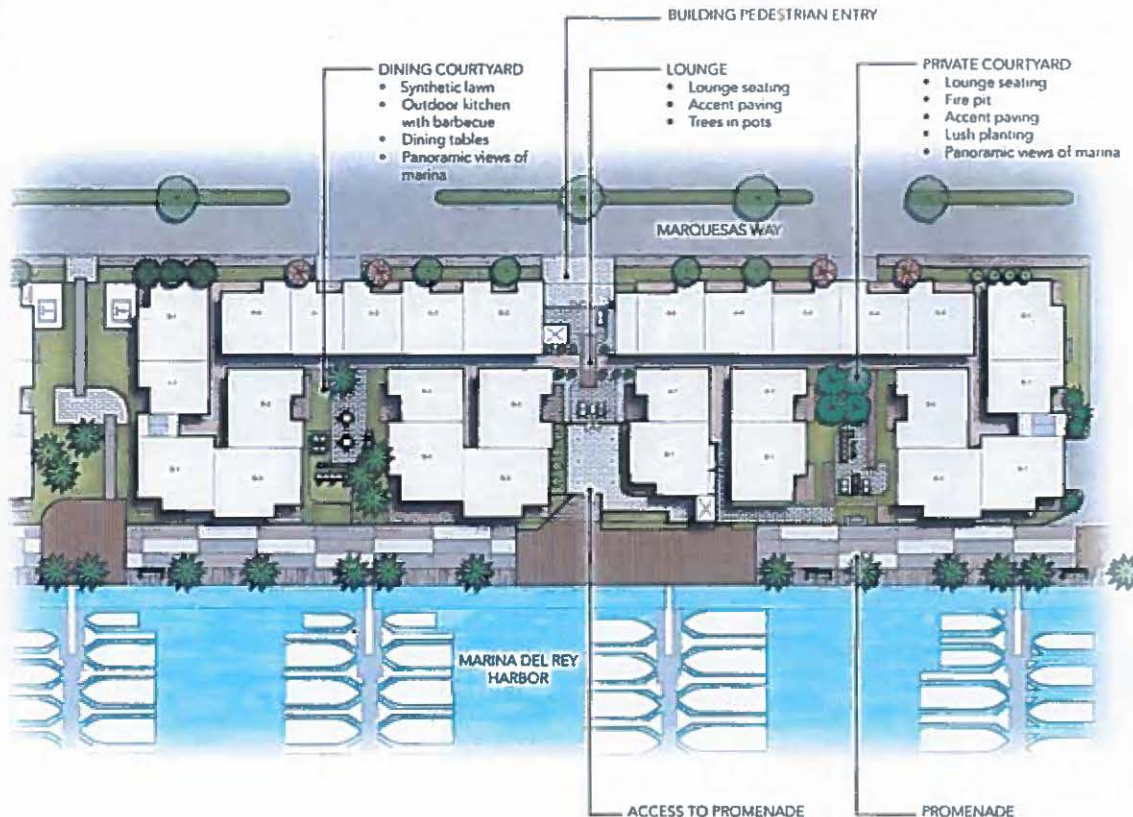 BUILDING PEDESTRIAN ENTRY
DINING COURTYARD
• Synthetic lawn
• Outdoor kitchen
with barbecue
• Dining tables
• Panoramic views of
marina
LOUNGE
• Lounge seating
• Accent paving
• Trees in pots
PRIVATE COURTYARD
• Lounge seating
• Fire pit
• Accent paving
• Lush planting
• Panoramic views of marina
MARQUESAS WAY
MARINA DEL REY
HARBOR
ACCESS TO PROMENADE
PROMENADE